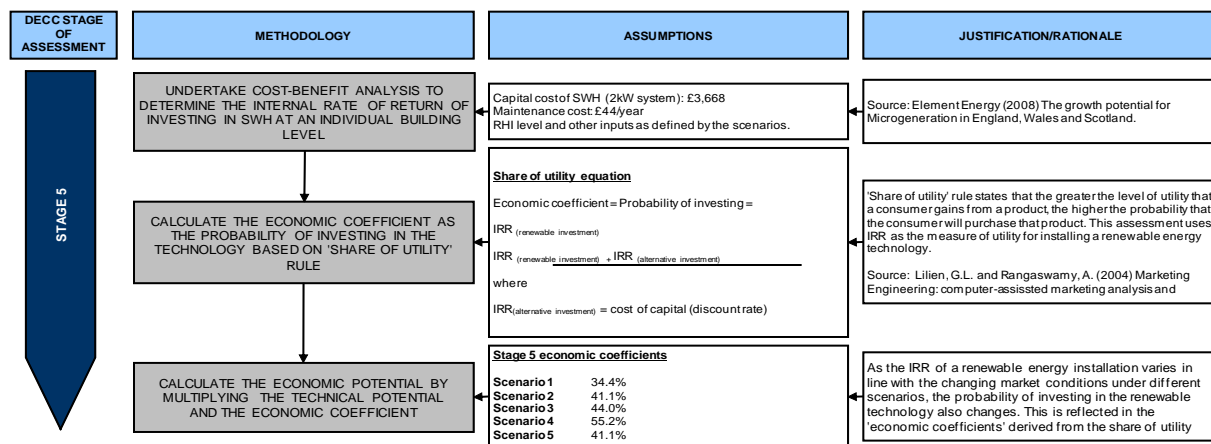 DECC STAGE
OF
ASSESSMENT
METHODOLOGY
ASSUMPTIONS
JUSTIFICATION/RATIONALE
STAGE 5
UNDERTAKE COST-BENEFIT ANALYSIS TO
DETERMINE THE INTERNAL RATE OF RETURN OF
INVESTING IN SWH AT AN INDIVIDUAL BUILDING
LEVEL
Capital cost of SWH (2kW system): £3,668
Maintenance cost: £44/year
RHI level and other inputs as defined by the scenarios.
Source: Element Energy (2008) The growth potential for
Microgeneration in England, Wales and Scotland.
CALCULATE THE ECONOMIC COEFFICIENT AS
THE PROBABILITY OF INVESTING IN THE
TECHNOLOGY BASED ON 'SHARE OF UTILITY'
RULE
Share of utility equation
Economic coefficient = Probability of investing =
IRR (renewable investment)
IRR (renewable investment) + IRR (alternative investment)
where
IRR(alternative investment) = cost of capital (discount rate)
'Share of utility' rule states that the greater the level of utility that
a consumer gains from a product, the higher the probability that
the consumer will purchase that product. This assessment uses
IRR as the measure of utility for installing a renewable energy
technology.
Source: Lilien, G.L. and Rangaswamy, A. (2004) Marketing
Engineering: computer-assissted marketing analysis and
CALCULATE THE ECONOMIC POTENTIAL BY
MULTIPLYING THE TECHNICAL POTENTIAL
AND THE ECONOMIC COEFFICIENT
Stage 5 economic coefficients
Scenario 1 34.4%
Scenario 2 41.1%
Scenario 3 44.0%
Scenario 4 55.2%
Scenario 5 41.1%
As the IRR of a renewable energy installation varies in
line with the changing market conditions under different
scenarios, the probability of investing in the renewable
technology also changes. This is reflected in the
'economic coefficients' derived from the share of utility